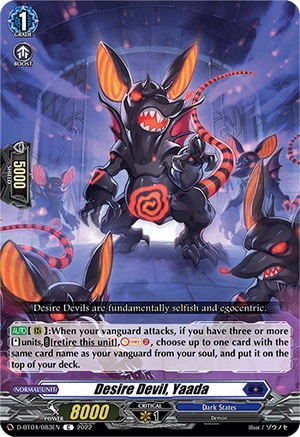 1
GRADE
BOOST
5000
SHIELD
Desire Devils are fundamentally selfish and egocentric.
AUTO : When your vanguard attacks, if you have three or more
units, [retire this unit], , choose up to one card with the
same card name as your vanguard from your soul, and put it on
the top of your deck.
NORMAL UNIT
Desire Devil, Yaada
D-BT04/083EN C 2022
Illust / ゾウノセ
POWER 8000
CRITICAL
1
Dark States
Demon